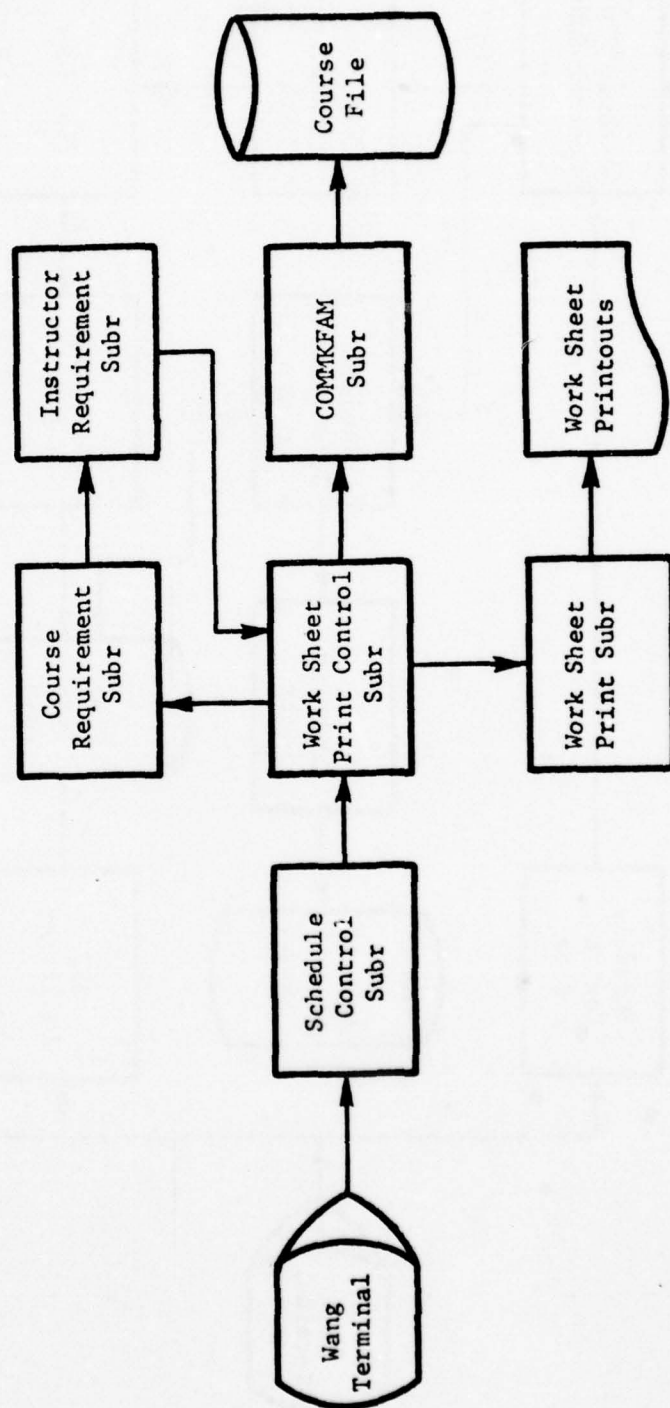 Wang
Terminal
Schedule
Control
Subr
Course
Requirement
Subr
Instructor
Requirement
Subr
Work Sheet
Print Control
Subr
COMMKFAM
Subr
Course
File
Work Sheet
Print Subr
Work Sheet
Printouts